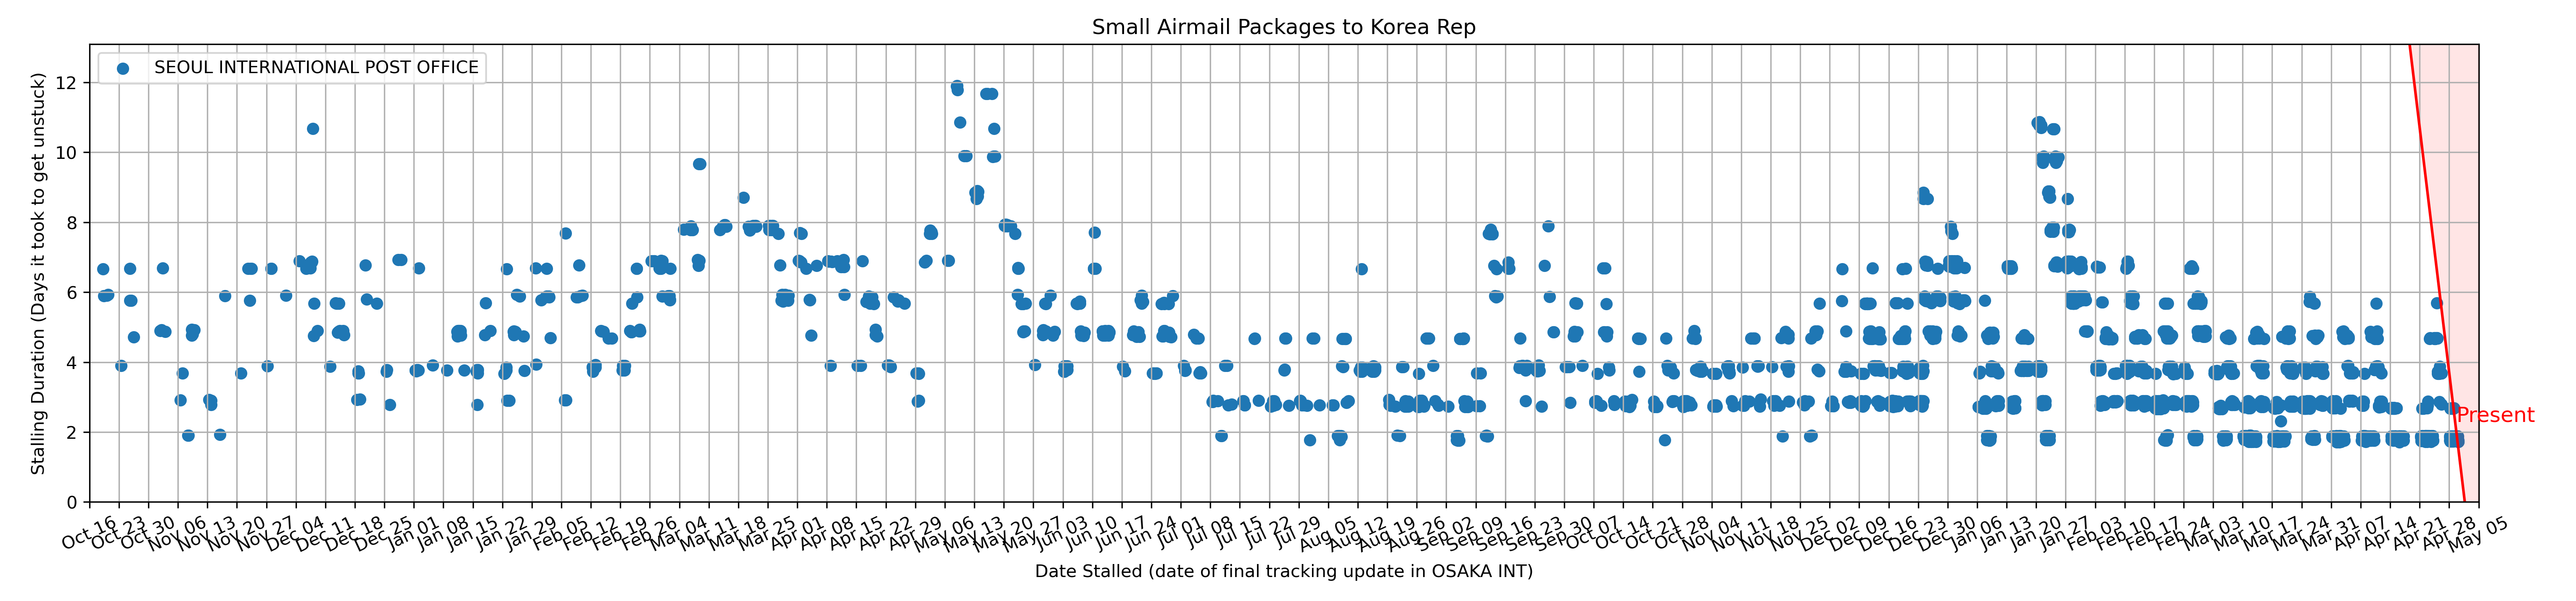 Small Airmail Packages to Korea Rep
SEOUL INTERNATIONAL POST OFFICE
Stalling Duration (Days it took to get unstuck)
12
10
8
6
4
2
0
Present
Oct 16
Oct 23
Oct 30
Nov 06
Nov 13
Nov 20
Nov 27
Dec 04
Dec 11
Dec 18
Dec 25
Jan 01
Jan 08
Jan 15
Jan 22
Jan 29
Feb 05
Feb 12
Feb 19
Feb 26
Mar 04
Mar 11
Mar 18
Mar 25
Apr 01
Apr 08
Apr 15
Apr 22
Apr 29
May 06
May 13
May 20
May 27
Jun 03
Jun 10
Jun 17
Jun 24
Jul 01
Jul 08
Jul 15
Jul 22
Jul 29
Aug 05
Aug 12
Aug 19
Aug 26
Sep 02
Sep 09
Sep 16
Sep 23
Sep 30
Oct 07
Oct 14
Oct 21
Oct 28
Nov 04
Nov 11
Nov 18
Nov 25
Dec 02
Dec 09
Dec 16
Dec 23
Dec 30
Jan 06
Jan 13
Jan 20
Jan 27
Feb 03
Feb 10
Feb 17
Feb 24
Mar 03
Mar 10
Mar 17
Mar 24
Mar 31
Apr 07
Apr 14
Apr 21
Apr 28
May 05
Date Stalled (date of final tracking update in OSAKA INT)